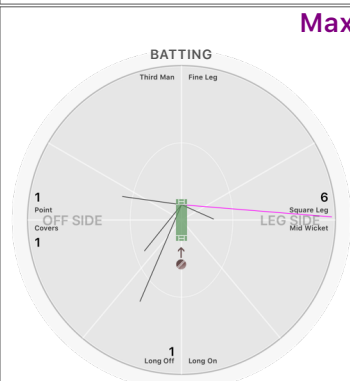 Max
BATTING
Third Man Fine Leg
1 6
Point Square Leg
OFF SIDE LEG SIDE
Covers Mid Wicket
1
1
Long Off Long On